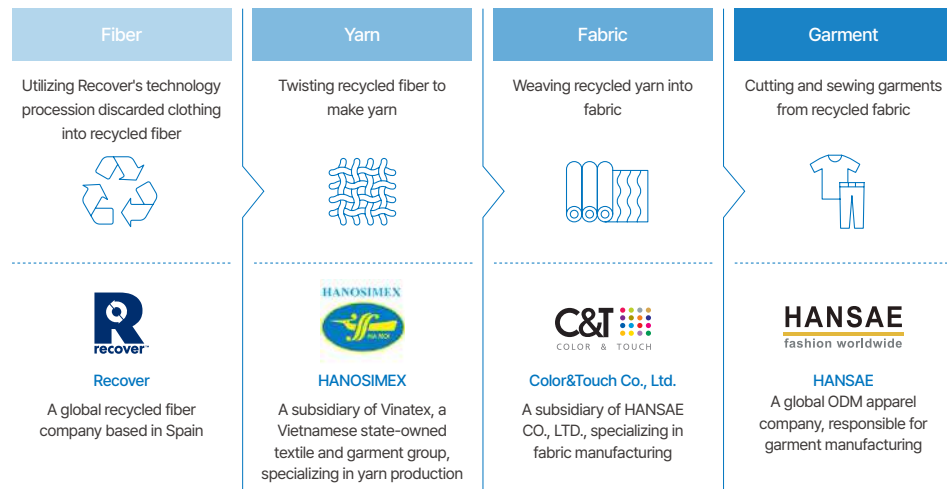 Fiber
Utilizing Recover's technology
procession discarded clothing
into recycled fiber
R
recover™
Recover
A global recycled fiber
company based in Spain
Yarn
Twisting recycled fiber to
make yarn
HANOSIMEX
HANOSIMEX
A subsidiary of Vinatex, a
Vietnamese state-owned
textile and garment group,
specializing in yarn production
Fabric
Weaving recycled yarn into
fabric
C&T
COLOR & TOUCH
Color&Touch Co., Ltd.
A subsidiary of HANSAE
CO., LTD., specializing in
fabric manufacturing
Garment
Cutting and sewing garments
from recycled fabric
HANSAE
fashion worldwide
HANSAE
A global ODM apparel
company, responsible for
garment manufacturing